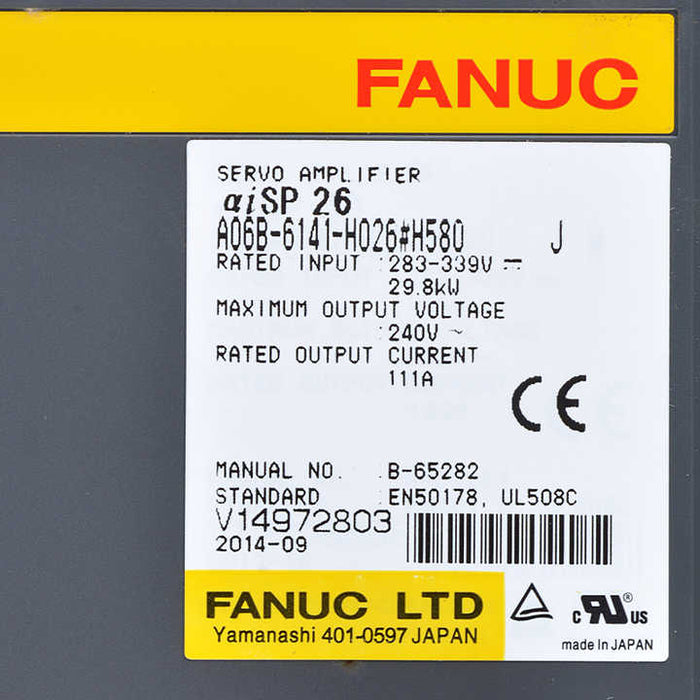 FANUC
SERVO AMPLIFIER
αiSP 26
A06B-6141-H026#H580 J
RATED INPUT :283-339V ⎓
29.8kW
MAXIMUM OUTPUT VOLTAGE
:240V ~
RATED OUTPUT CURRENT
:111A
CE
MANUAL NO. :B-65282
STANDARD :EN50178, UL508C
V14972803
2014-09
FANUC LTD
Yamanashi 401-0597 JAPAN
c RU ® US
made In JAPAN